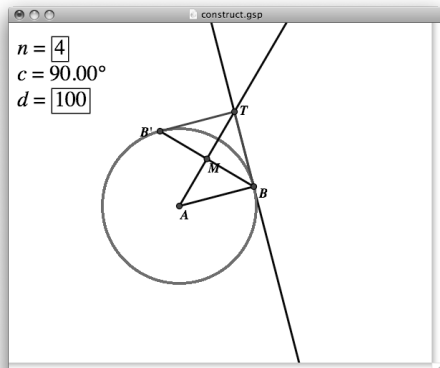 construct.gsp
n = 4
c = 90.00°
d = 100
T
B'
M
B
A